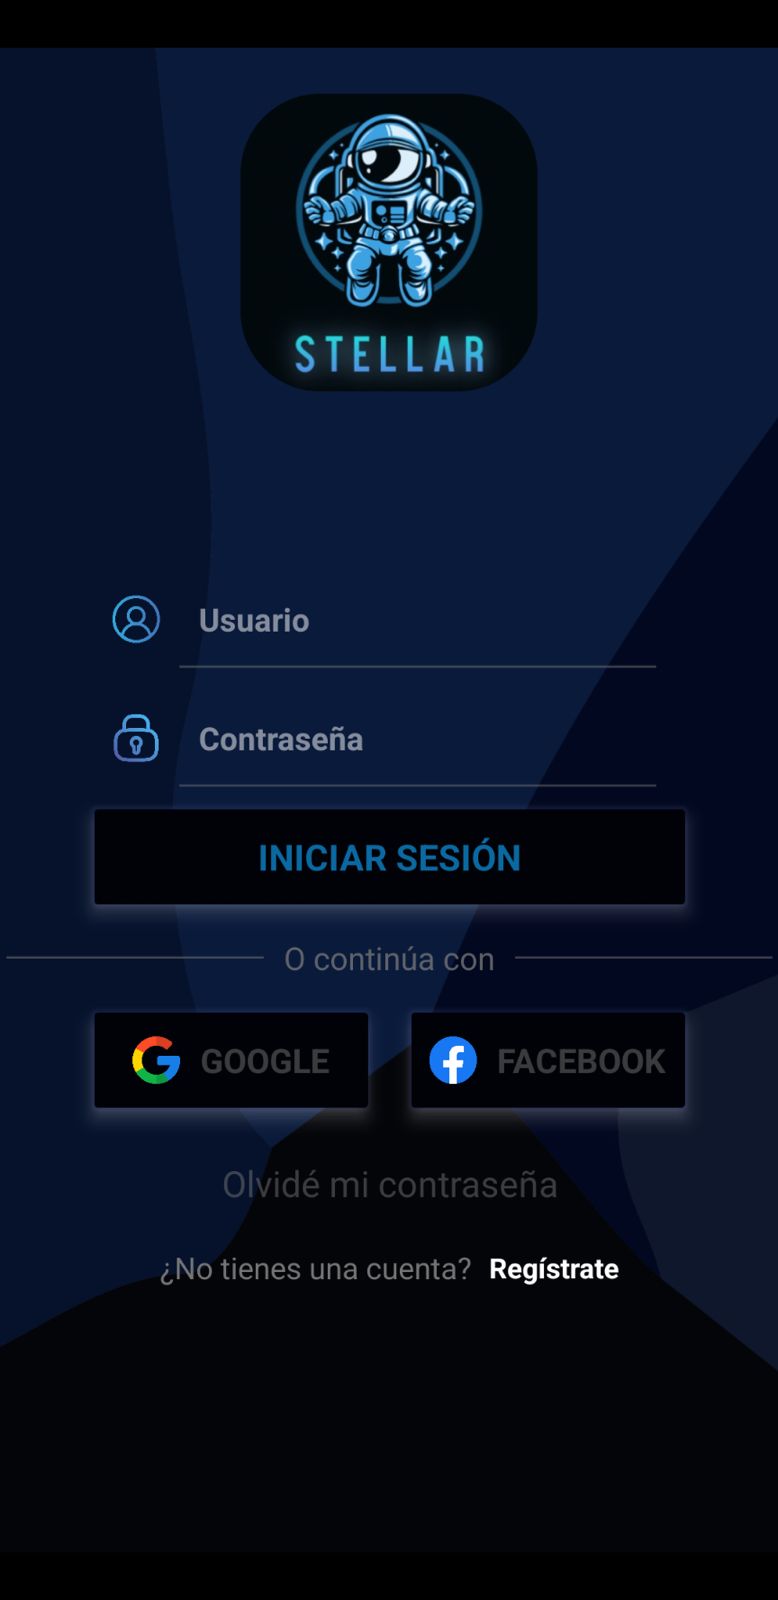 STELLAR
Usuario
Contraseña
INICIAR SESIÓN
O continúa con
GOOGLE FACEBOOK
Olvidé mi contraseña
¿No tienes una cuenta? Regístrate